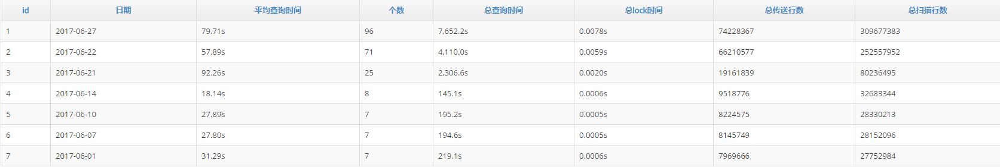 id 日期 平均查询时间 个数 总查询时间 总lock时间 总传送行数 总扫描行数
1 2017-06-27 79.71s 96 7,652.2s 0.0078s 74228367 309677383
2 2017-06-22 57.89s 71 4,110.0s 0.0059s 66210577 252557952
3 2017-06-21 92.26s 25 2,306.6s 0.0020s 19161839 80236495
4 2017-06-14 18.14s 8 145.1s 0.0006s 9518776 32683344
5 2017-06-10 27.89s 7 195.2s 0.0005s 8224575 28330213
6 2017-06-07 27.80s 7 194.6s 0.0005s 8145749 28152096
7 2017-06-01 31.29s 7 219.1s 0.0006s 7969666 27752984